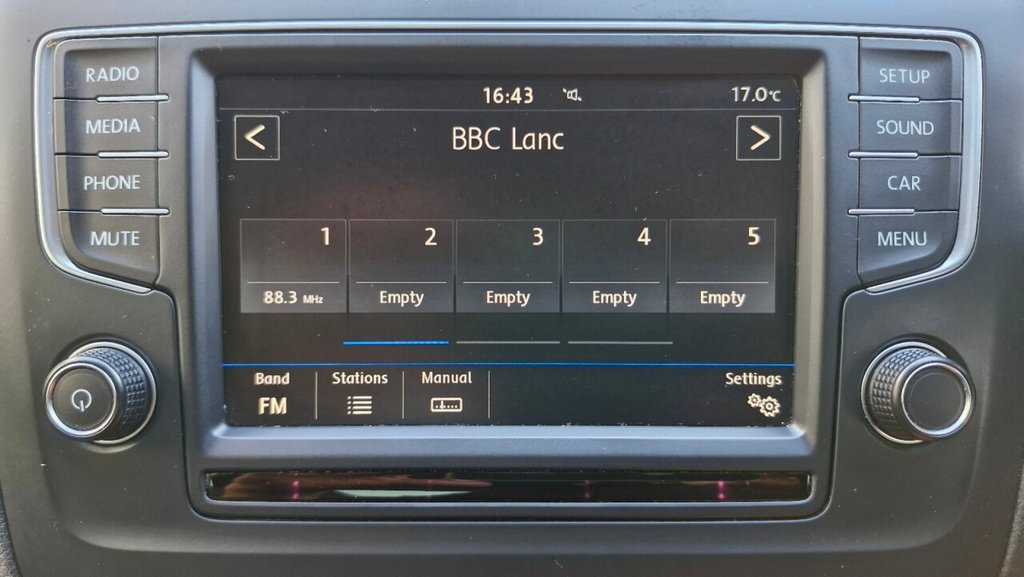 RADIO
MEDIA
PHONE
MUTE
16:43 17.0°C
< BBC Lanc >
1 2 3 4 5
88.3 MHz Empty Empty Empty Empty
Band Stations Manual Settings
FM
SETUP
SOUND
CAR
MENU